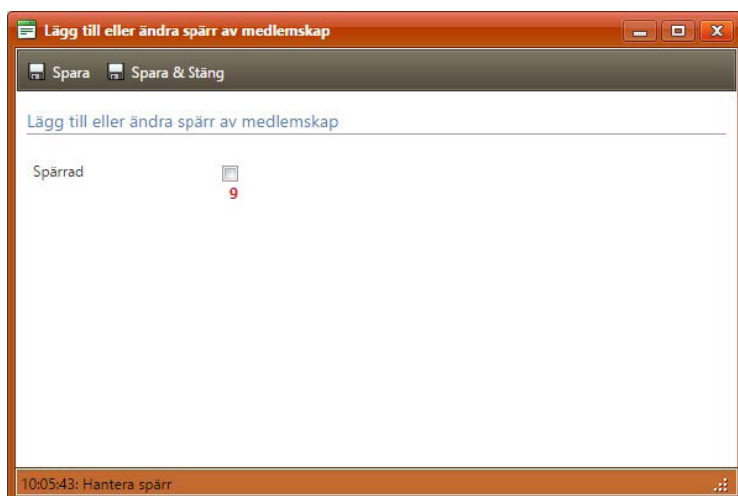 Lägg till eller ändra spärr av medlemskap
Spara Spara & Stäng
Lägg till eller ändra spärr av medlemskap
Spärrad
9
10:05:43: Hantera spärr